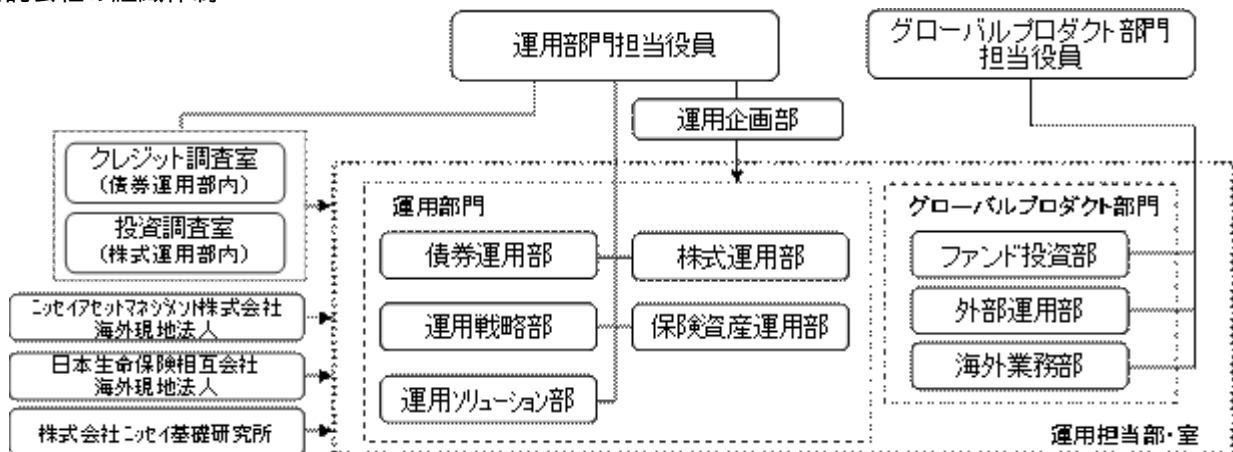 運用部門担当役員
グローバルプロダクト部門
担当役員
運用企画部
クレジット調査室
(債券運用部内)
投資調査室
(株式運用部内)
運用部門
グローバルプロダクト部門
債券運用部
株式運用部
ファンド投資部
ニッセイアセットマネジメント株式会社
海外現地法人
運用戦略部
保険資産運用部
外部運用部
日本生命保険相互会社
海外現地法人
海外業務部
運用ソリューション部
株式会社ニッセイ基礎研究所
運用担当部・室